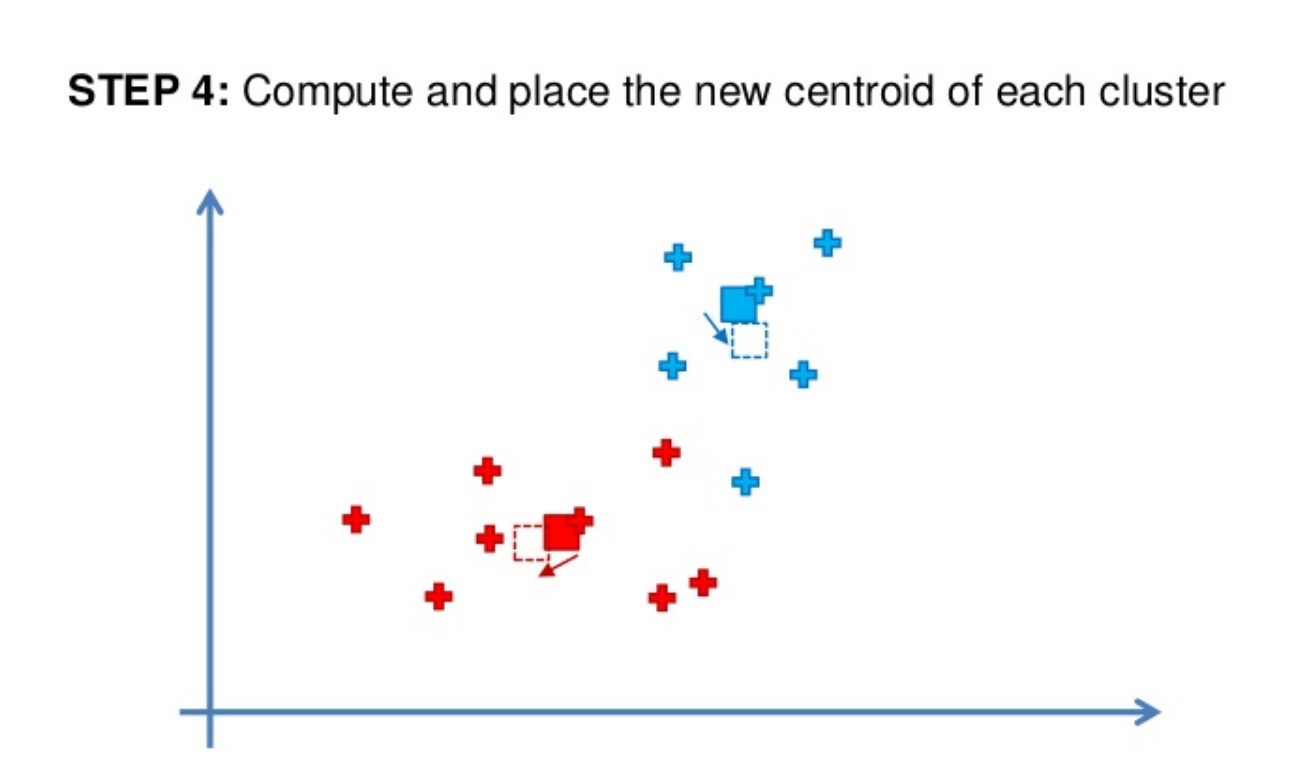 STEP 4: Compute and place the new centroid of each cluster